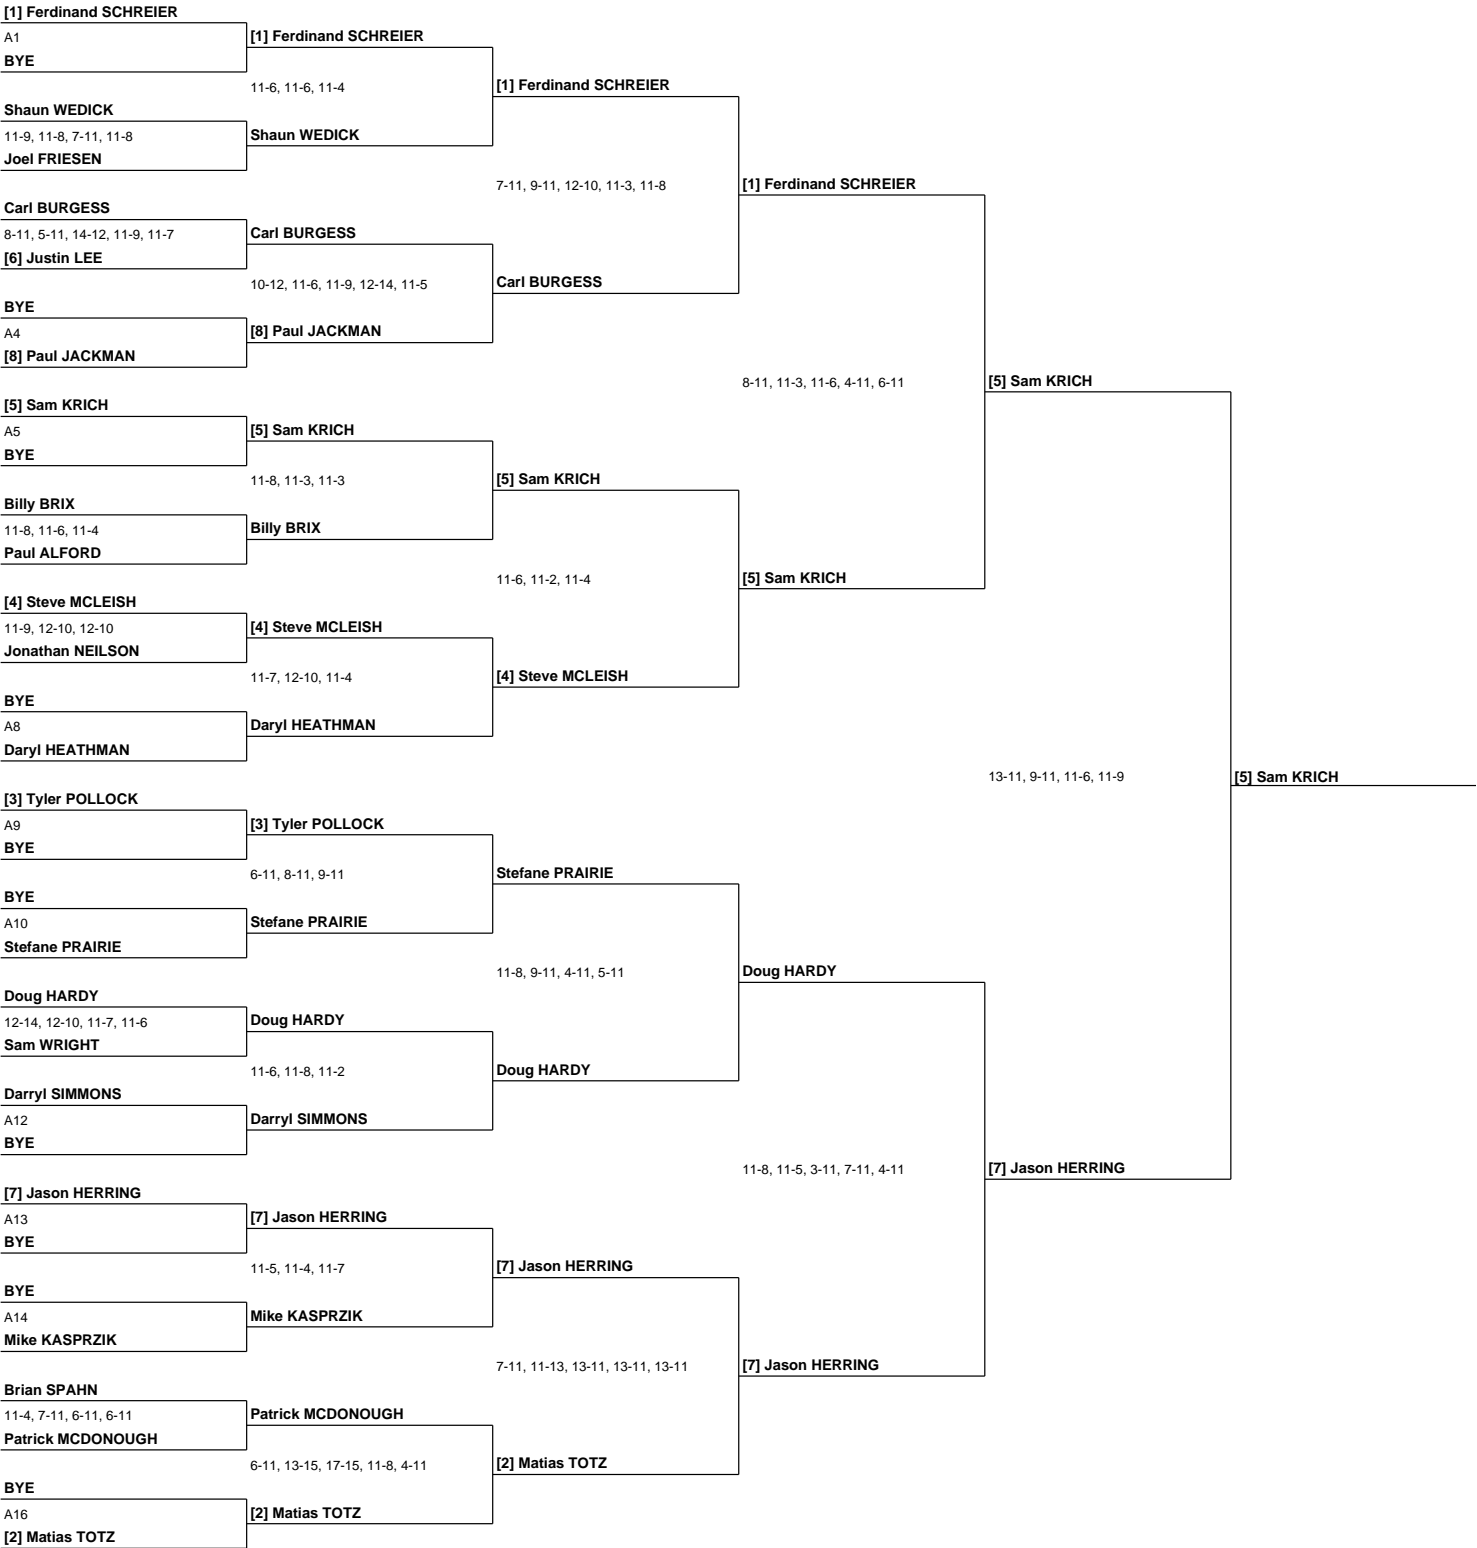 [1] Ferdinand SCHREIER
A1
[1] Ferdinand SCHREIER
BYE
11-6, 11-6, 11-4
[1] Ferdinand SCHREIER
Shaun WEDICK
11-9, 11-8, 7-11, 11-8
Shaun WEDICK
Joel FRIESEN
7-11, 9-11, 12-10, 11-3, 11-8
[1] Ferdinand SCHREIER
Carl BURGESS
8-11, 5-11, 14-12, 11-9, 11-7
Carl BURGESS
[6] Justin LEE
10-12, 11-6, 11-9, 12-14, 11-5
Carl BURGESS
BYE
A4
[8] Paul JACKMAN
[8] Paul JACKMAN
8-11, 11-3, 11-6, 4-11, 6-11
[5] Sam KRICH
[5] Sam KRICH
A5
[5] Sam KRICH
BYE
11-8, 11-3, 11-3
[5] Sam KRICH
Billy BRIX
11-8, 11-6, 11-4
Billy BRIX
Paul ALFORD
11-6, 11-2, 11-4
[5] Sam KRICH
[4] Steve MCLEISH
11-9, 12-10, 12-10
[4] Steve MCLEISH
Jonathan NEILSON
11-7, 12-10, 11-4
[4] Steve MCLEISH
BYE
A8
Daryl HEATHMAN
Daryl HEATHMAN
13-11, 9-11, 11-6, 11-9
[5] Sam KRICH
[3] Tyler POLLOCK
A9
[3] Tyler POLLOCK
BYE
6-11, 8-11, 9-11
Stefane PRAIRIE
BYE
A10
Stefane PRAIRIE
Stefane PRAIRIE
11-8, 9-11, 4-11, 5-11
Doug HARDY
Doug HARDY
12-14, 12-10, 11-7, 11-6
Doug HARDY
Sam WRIGHT
11-6, 11-8, 11-2
Doug HARDY
Darryl SIMMONS
A12
Darryl SIMMONS
BYE
11-8, 11-5, 3-11, 7-11, 4-11
[7] Jason HERRING
[7] Jason HERRING
A13
[7] Jason HERRING
BYE
11-5, 11-4, 11-7
[7] Jason HERRING
BYE
A14
Mike KASPRZIK
Mike KASPRZIK
7-11, 11-13, 13-11, 13-11, 13-11
[7] Jason HERRING
Brian SPAHN
11-4, 7-11, 6-11, 6-11
Patrick MCDONOUGH
Patrick MCDONOUGH
6-11, 13-15, 17-15, 11-8, 4-11
[2] Matias TOTZ
BYE
A16
[2] Matias TOTZ
[2] Matias TOTZ